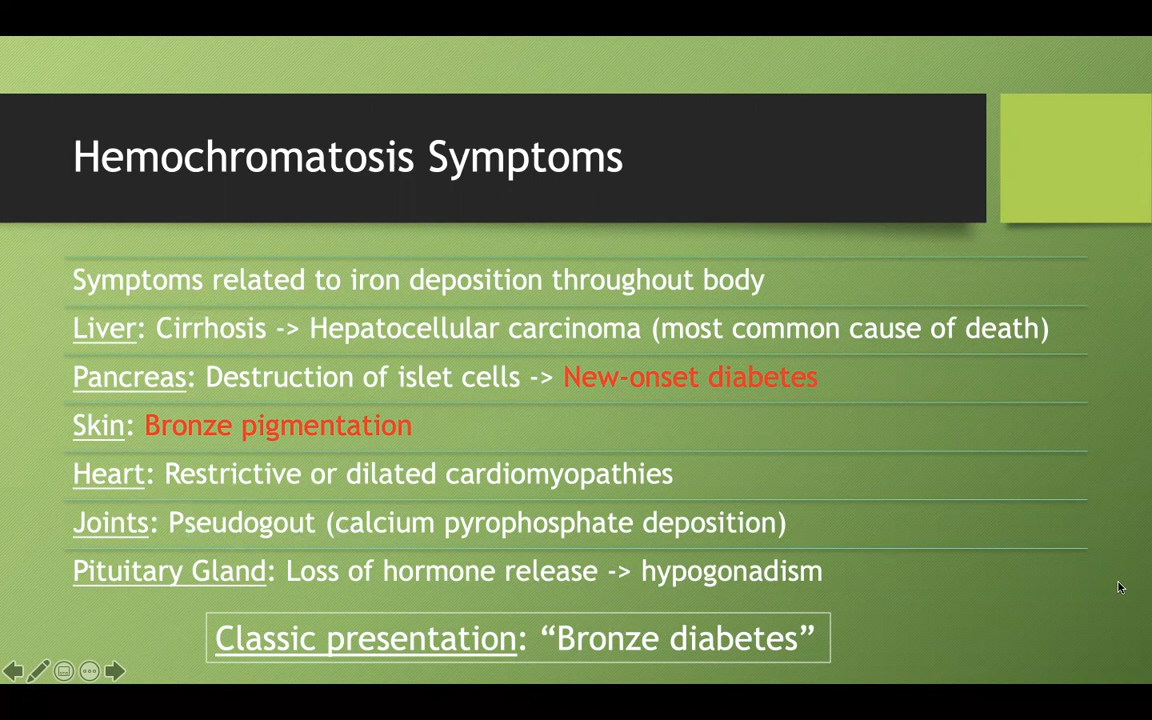 Hemochromatosis Symptoms
Symptoms related to iron deposition throughout body
Liver: Cirrhosis -> Hepatocellular carcinoma (most common cause of death)
Pancreas: Destruction of islet cells -> New-onset diabetes
Skin: Bronze pigmentation
Heart: Restrictive or dilated cardiomyopathies
Joints: Pseudogout (calcium pyrophosphate deposition)
Pituitary Gland: Loss of hormone release -> hypogonadism
Classic presentation: “Bronze diabetes”